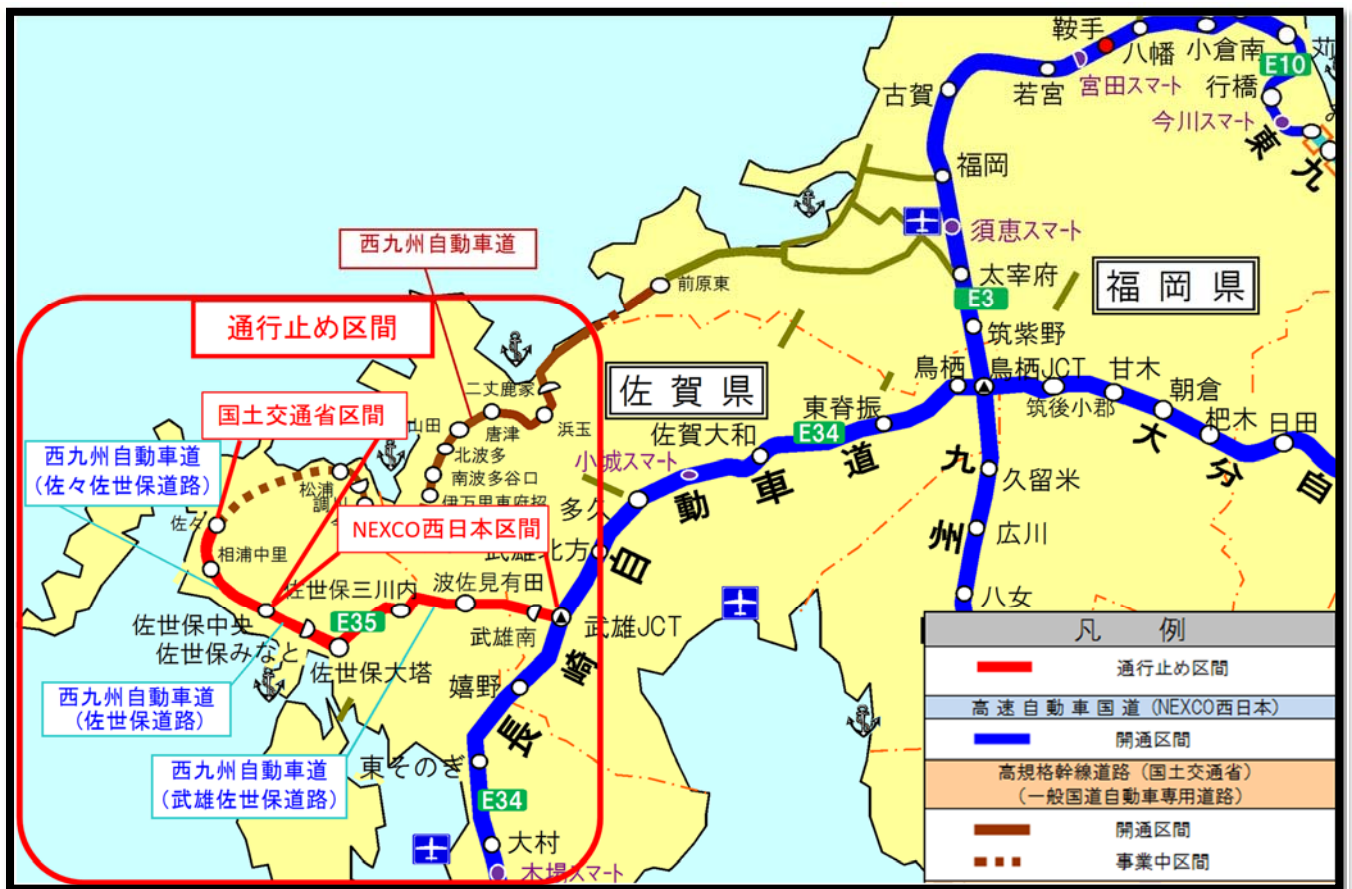 鞍手
八幡
小倉南
苅
E10
宮田スマート
行橋
古賀
若宮
今川スマート
東九
福岡
須恵スマート
西九州自動車道
前原東
太宰府
福岡県
E3
通行止め区間
筑紫野
二丈鹿家
佐賀県
鳥栖
鳥栖JCT
甘木
朝倉
筑後小郡
杷木
日田
国土交通省区間
山田
唐津
浜玉
東脊振
佐賀大和
E34
大分自
西九州自動車道
(佐々佐世保道路)
北波多
南波多谷口
小城スマート
松浦
調川
伊万里東府招
多久
久留米
佐々
NEXCO西日本区間
武雄北方
広川
相浦中里
佐世保三川内
波佐見有田
八女
E35
佐世保中央
佐世保みなと
武雄南
武雄JCT
佐世保大塔
嬉野
西九州自動車道
(佐世保道路)
長崎自動車道
九州
西九州自動車道
(武雄佐世保道路)
東そのぎ
E34
大村
木場スマート
凡例
通行止め区間
高速自動車国道(NEXCO西日本)
開通区間
高規格幹線道路(国土交通省)
(一般国道自動車専用道路)
開通区間
事業中区間